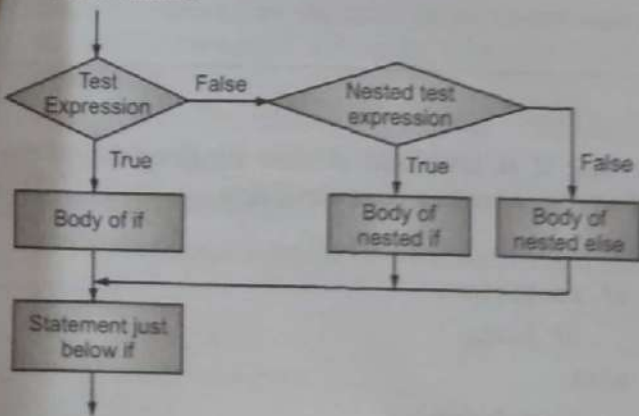 Test
Expression
False
Nested test
expression
True
True
False
Body of if
Body of
nested if
Body of
nested else
Statement just
below if